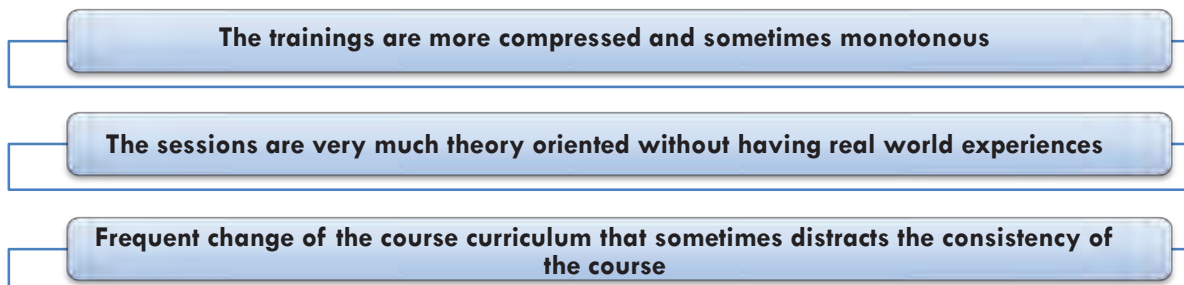 The trainings are more compressed and sometimes monotonous
The sessions are very much theory oriented without having real world experiences
Frequent change of the course curriculum that sometimes distracts the consistency of
the course